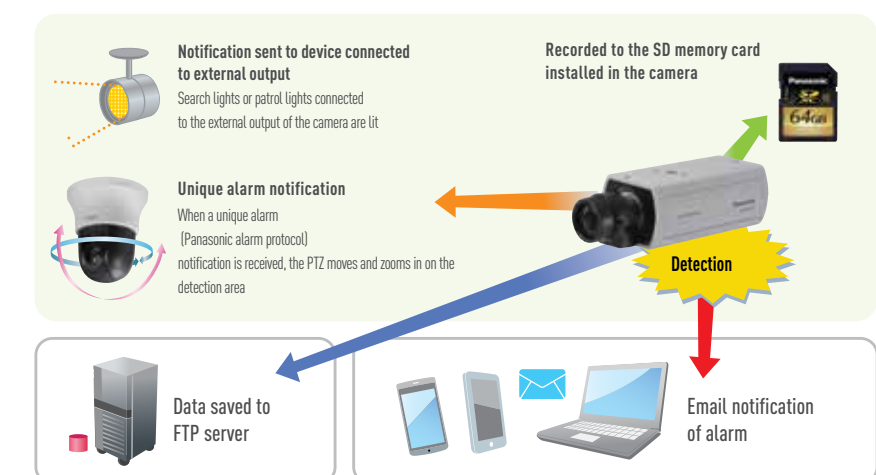 Notification sent to device connected
to external output
Search lights or patrol lights connected
to the external output of the camera are lit
Recorded to the SD memory card
installed in the camera
Panasonic
64GB
Unique alarm notification
When a unique alarm
(Panasonic alarm protocol)
notification is received, the PTZ moves and zooms in on the
detection area
Detection
Data saved to
FTP server
Email notification
of alarm